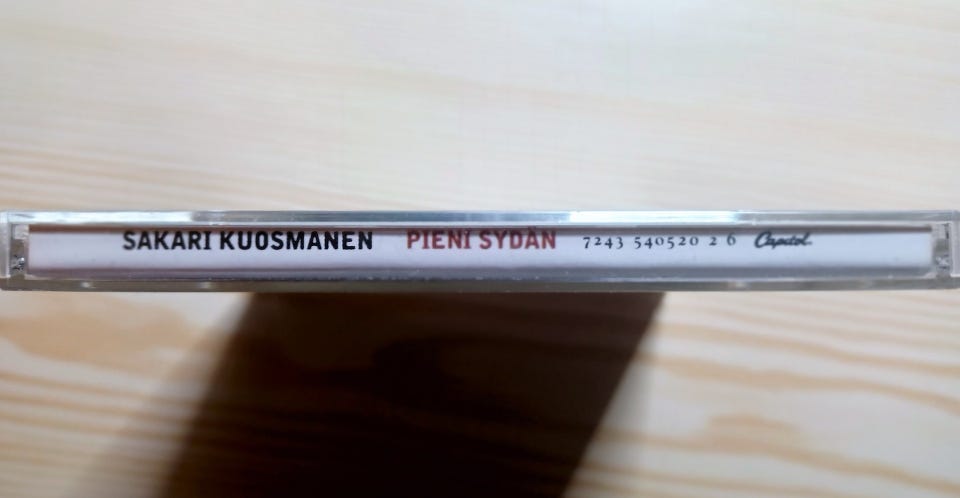 SAKARI KUOSMANEN PIENI SYDÄN 7243 540520 2 6 Capitol